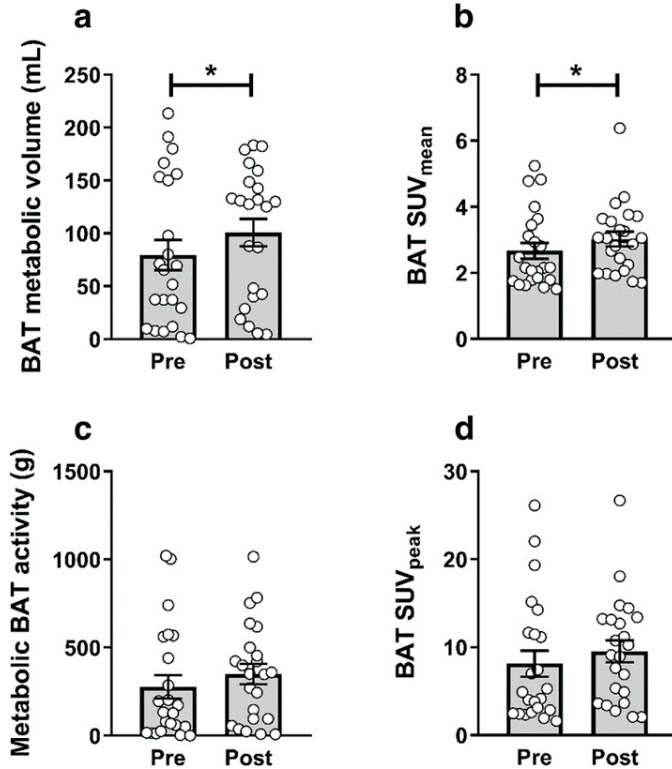 a
BAT metabolic volume (mL)
250
200
150
100
50
0
*
Pre
Post
b
BAT SUVmean
8
6
4
2
0
*
Pre
Post
c
Metabolic BAT activity (g)
1500
1000
500
0
Pre
Post
d
BAT SUVpeak
30
20
10
0
Pre
Post